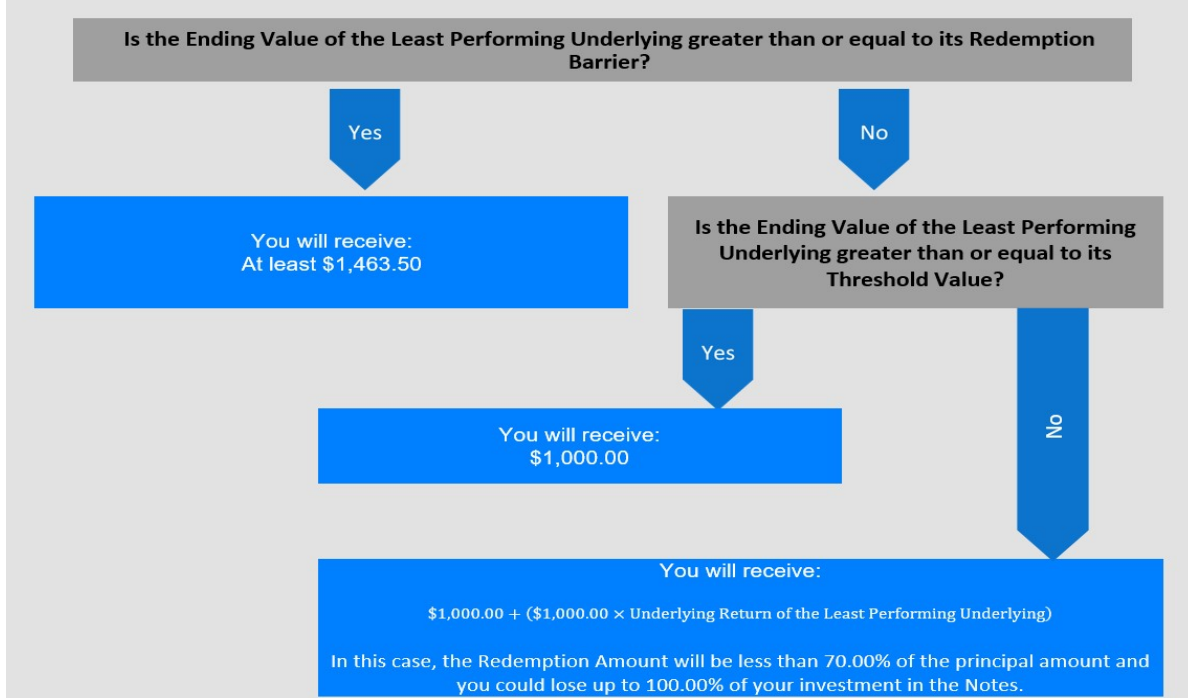 Is the Ending Value of the Least Performing Underlying greater than or equal to its Redemption
Barrier?
Yes
No
You will receive:
At least $1,463.50
Is the Ending Value of the Least Performing
Underlying greater than or equal to its
Threshold Value?
Yes
No
You will receive:
$1,000.00
You will receive:
$1,000.00 + ($1,000.00 × Underlying Return of the Least Performing Underlying)
In this case, the Redemption Amount will be less than 70.00% of the principal amount and
you could lose up to 100.00% of your investment in the Notes.